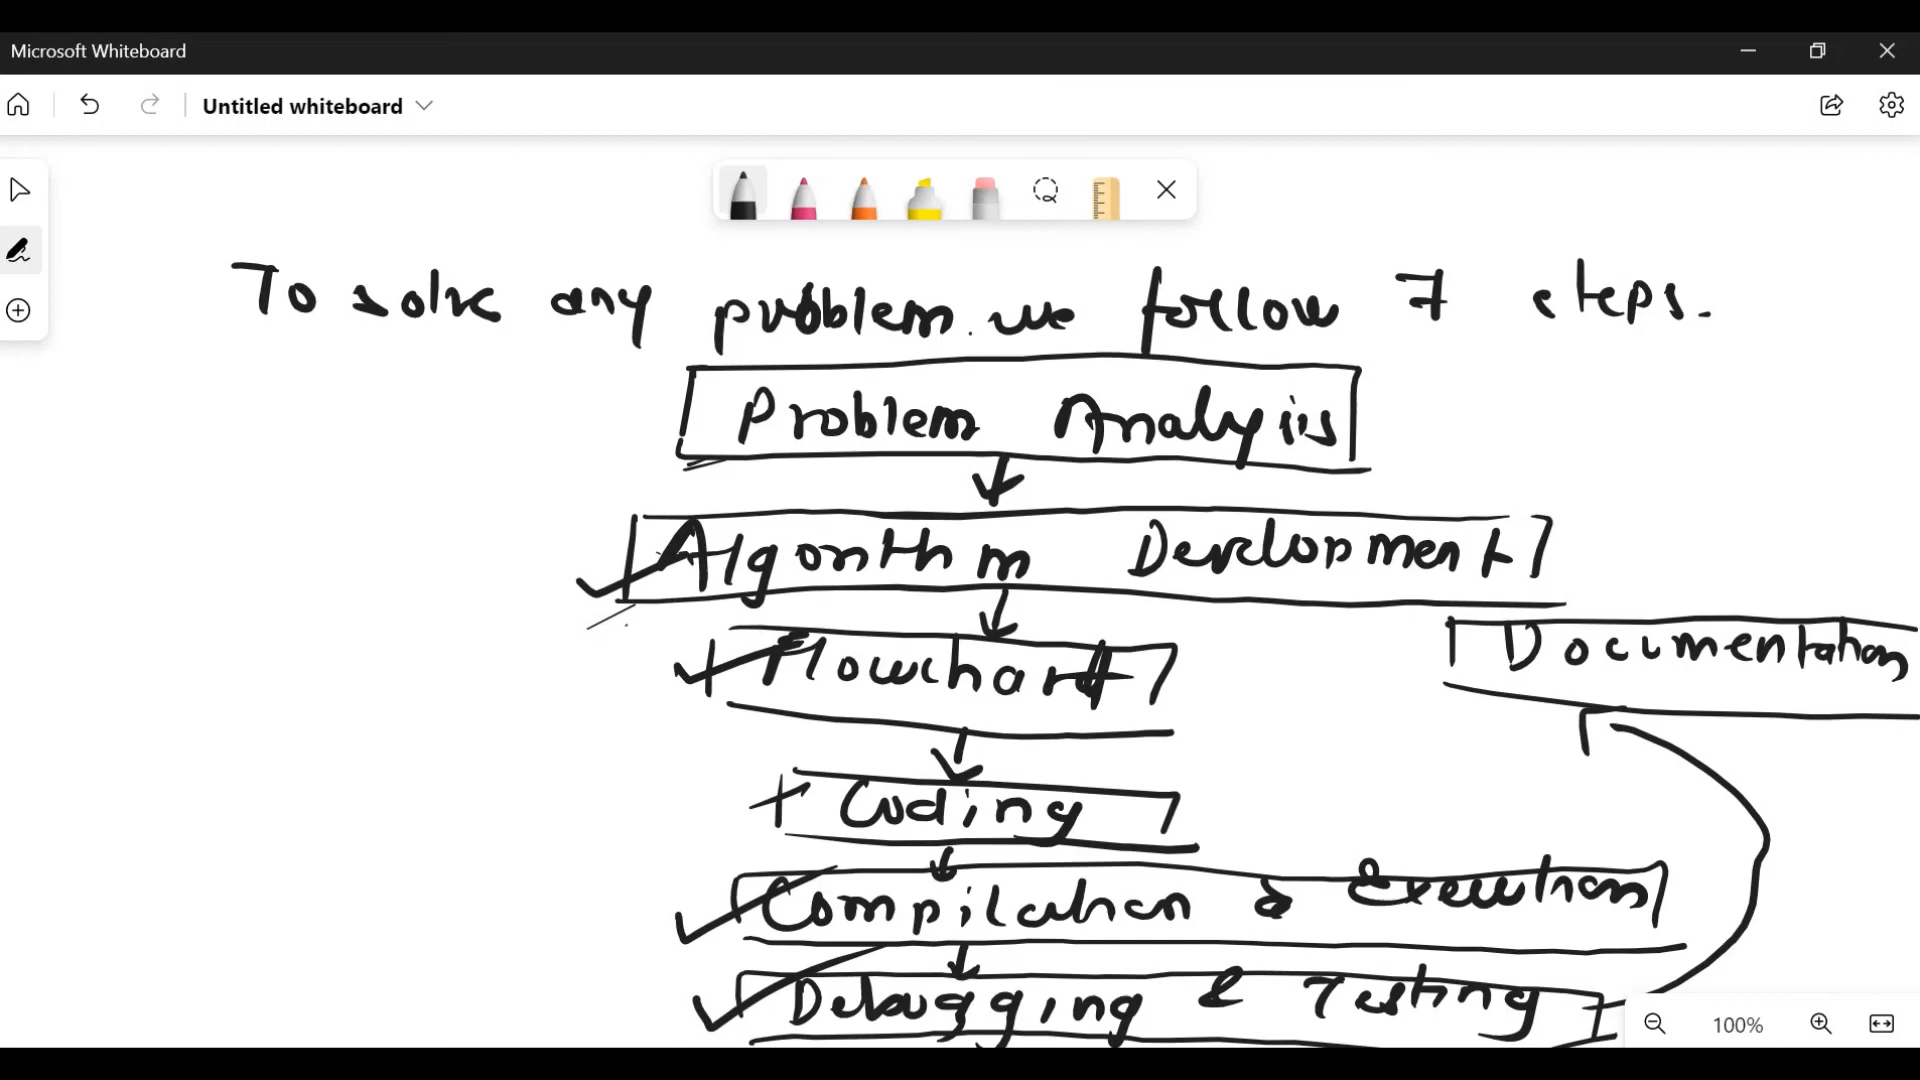 Microsoft Whiteboard
Untitled whiteboard
To solve any problem. we follow 7 steps.
Problem Analysis
Algorithm Development
Flowchart
Documentation
Coding
Compilation & Execution
Debugging & Testing
100%